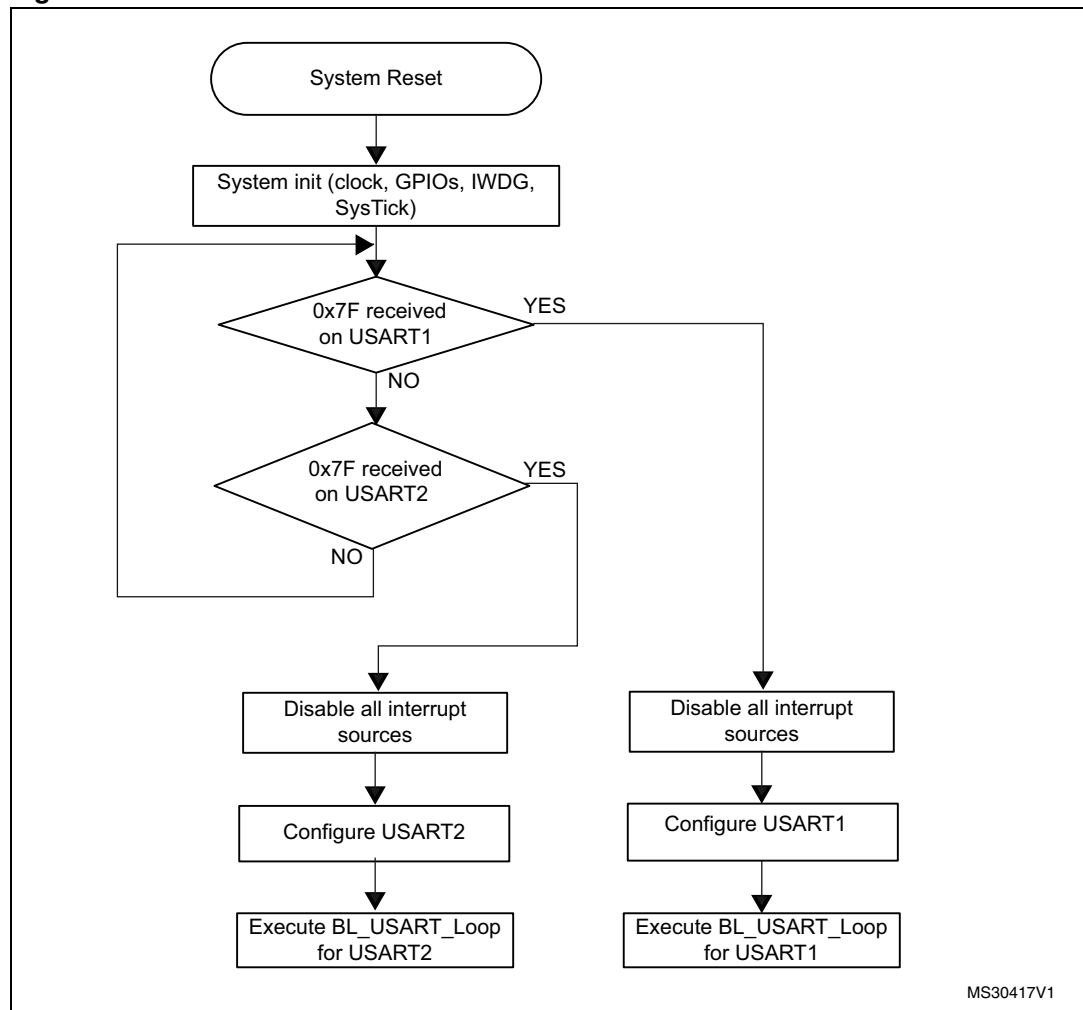 System Reset
System init (clock, GPIOs, IWDG,
SysTick)
0x7F received
on USART1
YES
NO
0x7F received
on USART2
YES
NO
Disable all interrupt
sources
Disable all interrupt
sources
Configure USART2
Configure USART1
Execute BL_USART_Loop
for USART2
Execute BL_USART_Loop
for USART1
MS30417V1